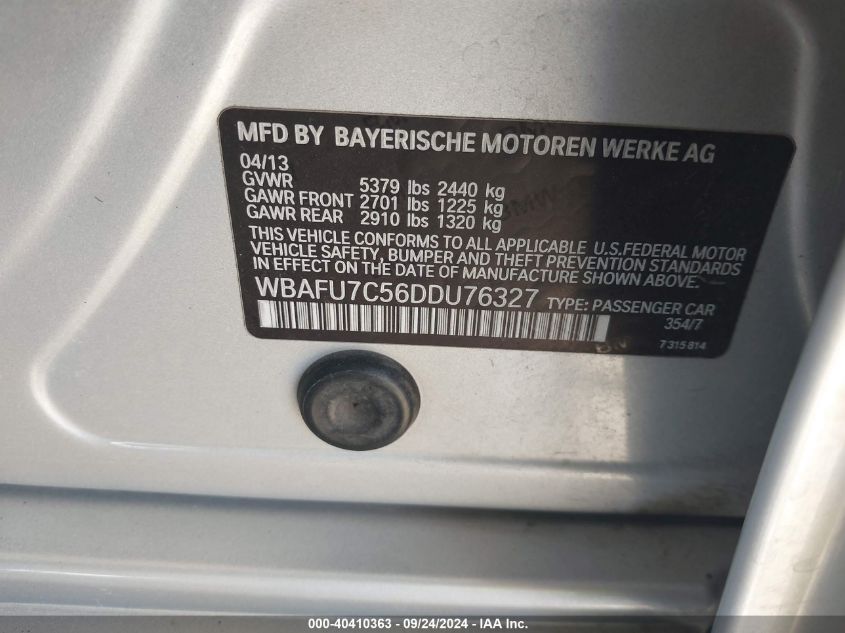 MFD BY BAYERISCHE MOTOREN WERKE AG
04/13
GVWR 5379 lbs 2440 kg
GAWR FRONT 2701 lbs 1225 kg
GAWR REAR 2910 lbs 1320 kg
THIS VEHICLE CONFORMS TO ALL APPLICABLE U.S.FEDERAL MOTOR
VEHICLE SAFETY, BUMPER AND THEFT PREVENTION STANDARDS
IN EFFECT ON THE DATE OF MANUFACTURE SHOWN ABOVE.
WBAFU7C56DDU76327 TYPE: PASSENGER CAR
354/7
7315814
000-40410363 - 09/24/2024 - IAA Inc.